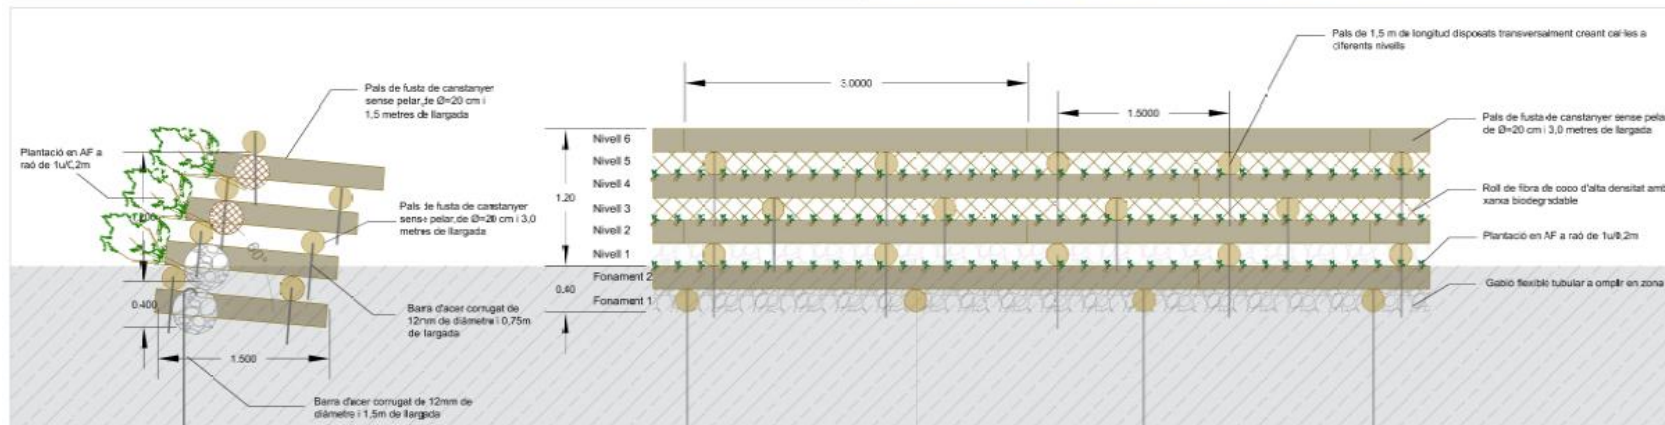 Pals de fusta de canstanyer
sense pelar,de Ø=20 cm i
1,5 metres de llargada
Plantació en AF a
raó de 1u/0,2m
Pals de fusta de canstanyer
sense pelar,de Ø=20 cm i 3,0
metres de llargada
60°
0.400
1.500
Barra d'acer corrugat de
12mm de diàmetre i 0,75m
de llargada
Barra d'acer corrugat de 12mm de
diàmetre i 1,5m de llargada
3.0000
1.5000
1.20
0.40
Nivell 6
Nivell 5
Nivell 4
Nivell 3
Nivell 2
Nivell 1
Fonament 2
Fonament 1
Pals de 1,5 m de longitud disposats transversalment creant cel·les a
diferents nivells
Pals de fusta de canstanyer sense pela
de Ø=20 cm i 3,0 metres de llargada
Roll de fibra de coco d'alta densitat amb
xarxa biodegradable
Plantació en AF a raó de 1u/0,2m
Gabió flexible tubular a omplir en zona